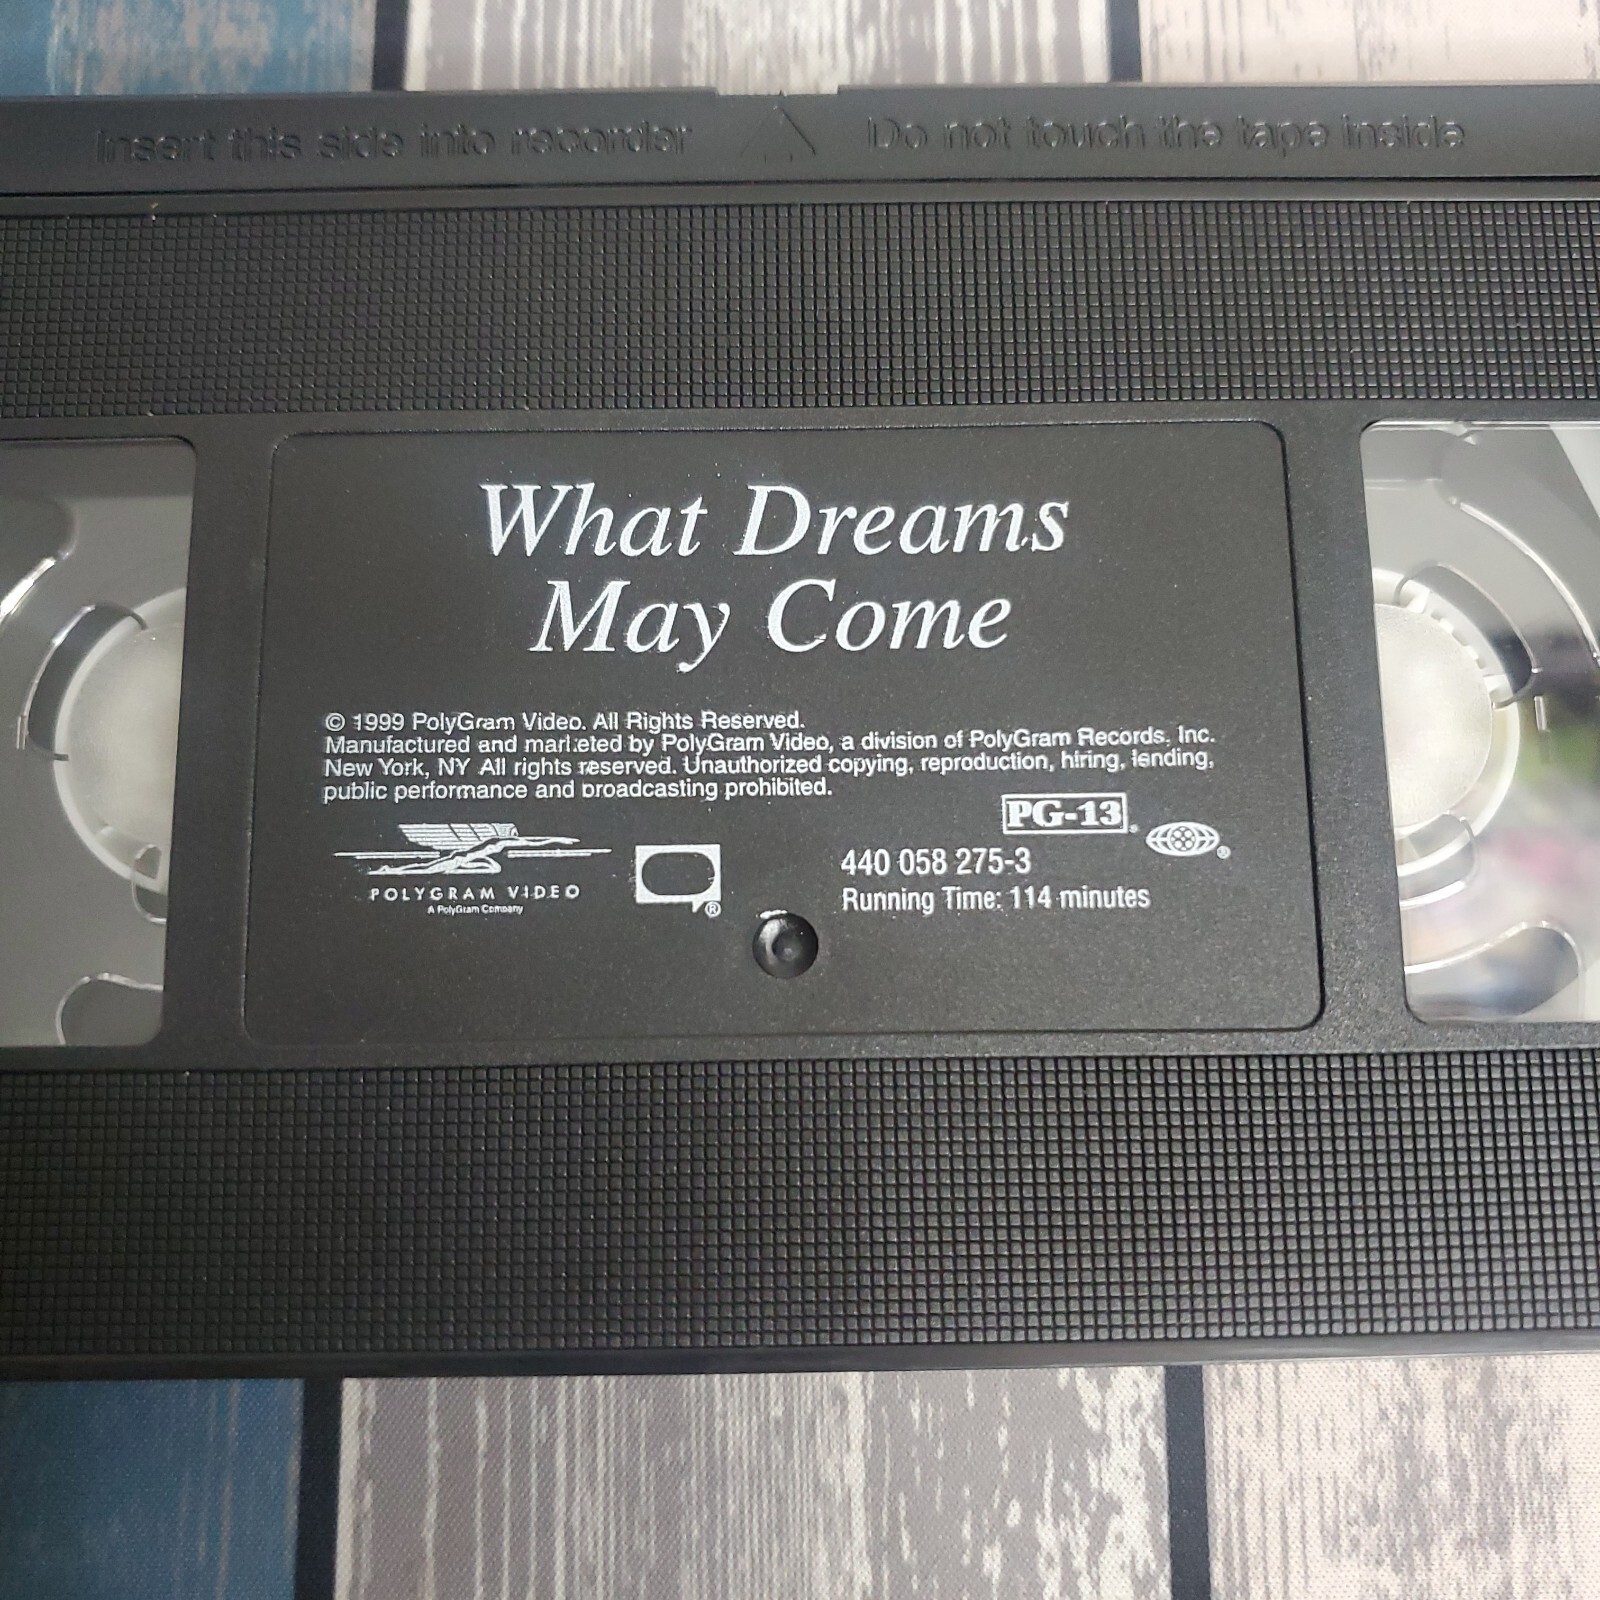 Insert this side into recorder Do not touch the tape inside
What Dreams
May Come
© 1999 PolyGram Video. All Rights Reserved.
Manufactured and marketed by PolyGram Video, a division of PolyGram Records, Inc.
New York, NY All rights reserved. Unauthorized copying, reproduction, hiring, lending,
public performance and broadcasting prohibited.
PG-13®
®
POLYGRAM VIDEO
A PolyGram Company
®
440 058 275-3
Running Time: 114 minutes